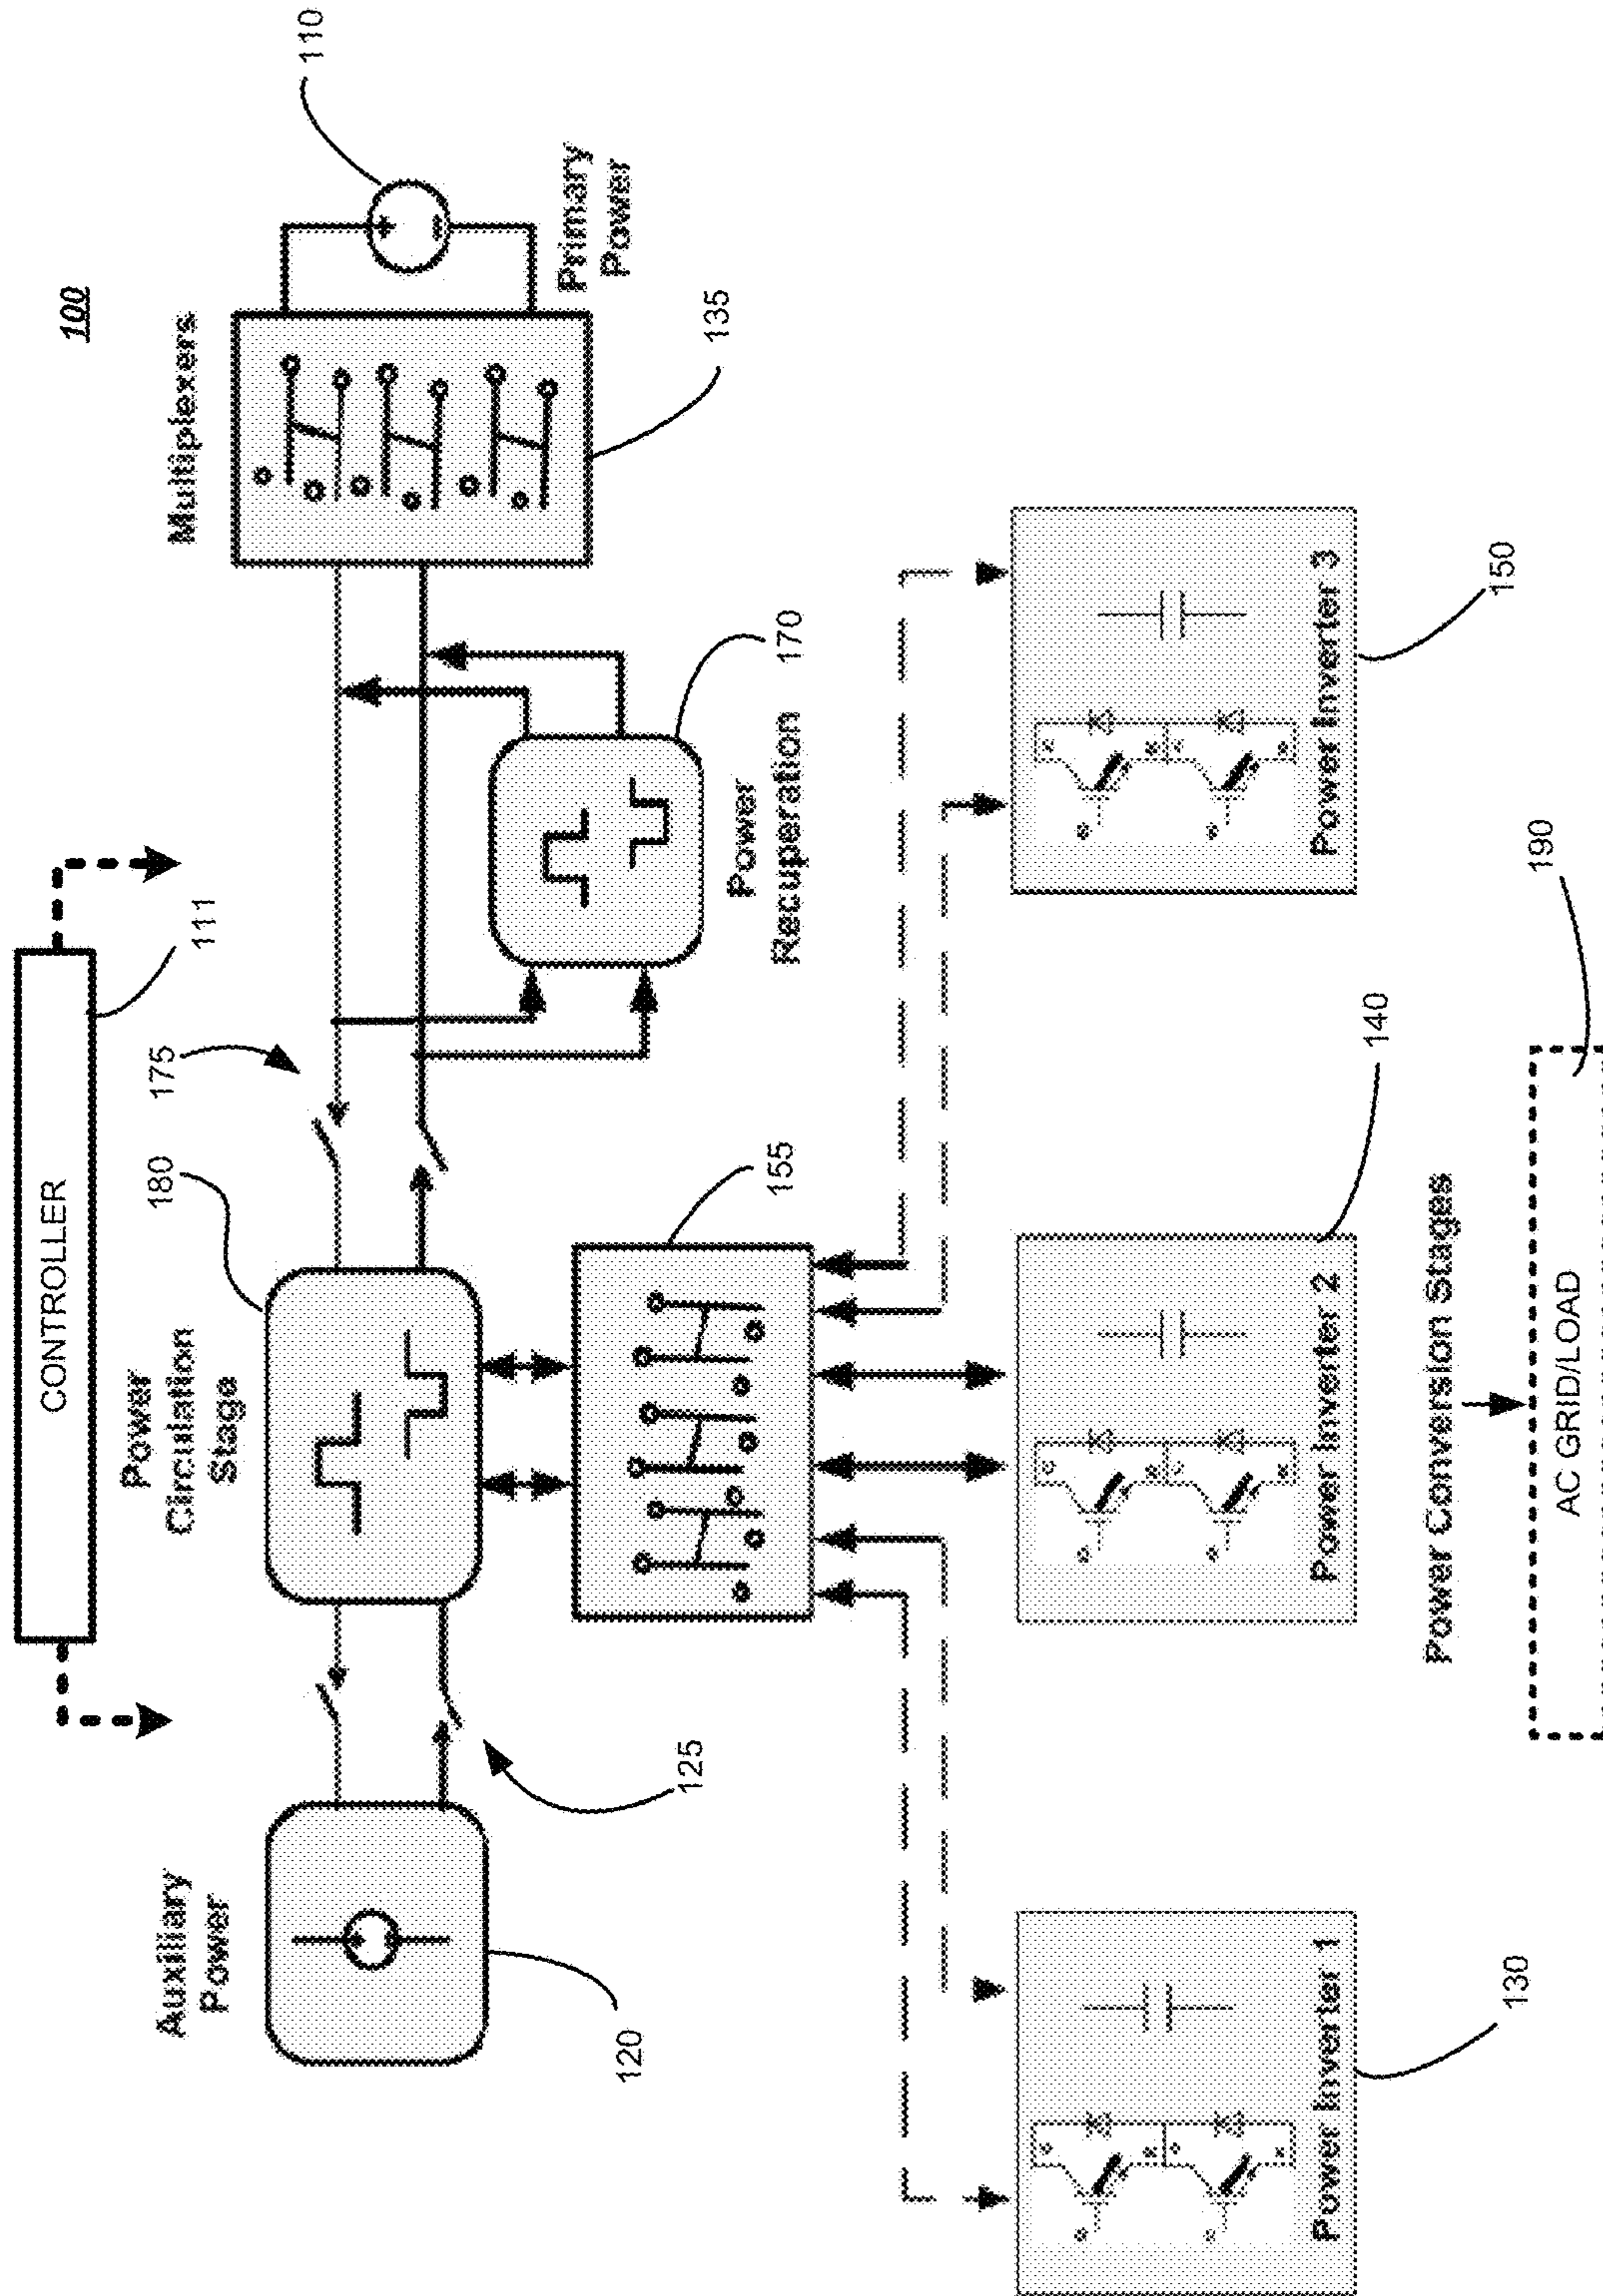 100
CONTROLLER
111
Auxiliary
Power
120
125
Power
Circulation
Stage
180
175
Multiplexers
135
110
Primary
Power
170
Power
Recuperation
155
Power Inverter 1
130
Power Inverter 2
140
Power Inverter 3
150
Power Conversion Stages
AC GRID/LOAD
190